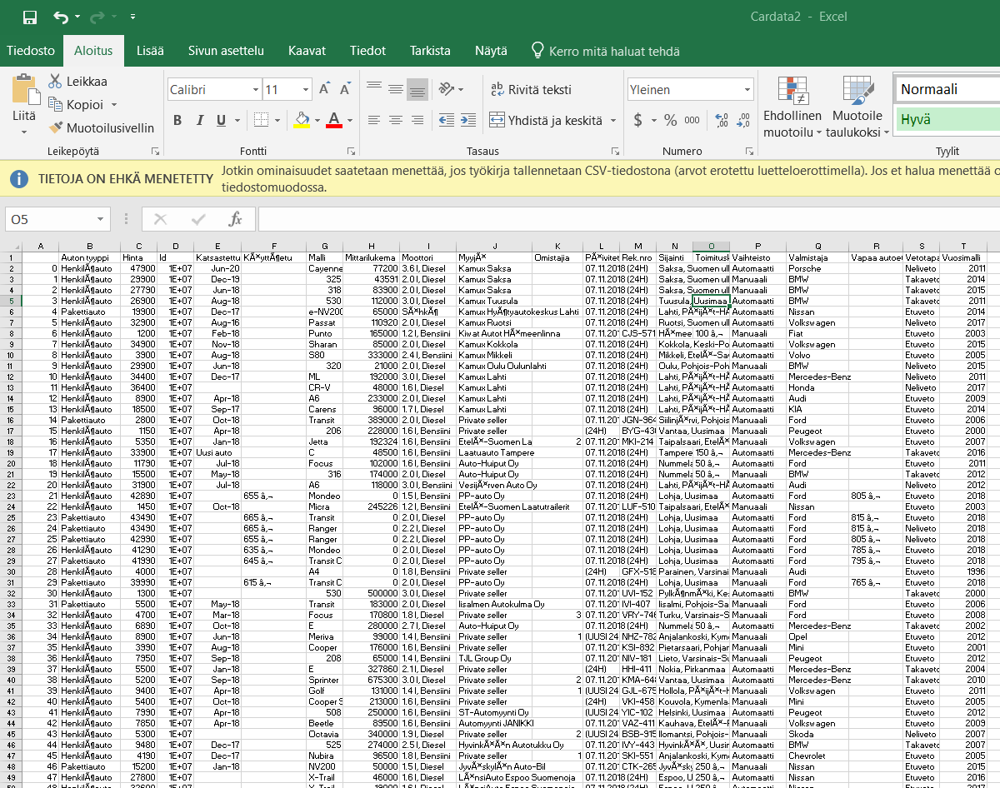 Cardata2 - Excel
Tiedosto Aloitus Lisää Sivun asettelu Kaavat Tiedot Tarkista Näytä Kerro mitä haluat tehdä
Liitä
Leikkaa
Kopioi
Muotoilusivellin
Leikepöytä
Calibri 11
B I U
Fontti
Rivitä teksti
Yhdistä ja keskitä
Tasaus
Yleinen
$ % 000
Numero
Ehdollinen muotoilu
Muotoile taulukoksi
Normaali
Hyvä
Tyylit
TIETOJA ON EHKÄ MENETETTY Jotkin ominaisuudet saatetaan menettää, jos työkirja tallennetaan CSV-tiedostona (arvot erotettu luetteloerottimella). Jos et halua menettää
tiedostomuodossa.
O5 fx
A B C D E F G H I J K L M N O P Q R S T
1 Auton tyyppi Hinta Id Katsastettu KÃ¤yttÃ¶etu Malli Mittarilukema Moottori MyyjÃ¤ Omistajia PÃ¤ivitet Rek.nro Sijainti Toimitusk Vaihteisto Valmistaja Vapaa autoe Vetotapa Vuosimalli
2 0 HenkilÃ¶auto 47900 1E+07 Jun-20 Cayenne 77200 3.6 l, Diesel Kamux Saksa 07.11.2018 (24H) Saksa, Suomen ull Automaatti Porsche Neliveto 2011
3 1 HenkilÃ¶auto 29900 1E+07 Dec-19 325 43591 2.0 l, Diesel Kamux Saksa 07.11.2018 (24H) Saksa, Suomen ull Manuaali BMW Takaveto 2014
4 2 HenkilÃ¶auto 27790 1E+07 Jun-18 318 83900 2.0 l, Diesel Kamux Saksa 07.11.2018 (24H) Saksa, Suomen ull Automaatti BMW Takaveto 2015
5 3 HenkilÃ¶auto 26900 1E+07 Aug-18 530 112000 3.0 l, Diesel Kamux Tuusula 07.11.2018 (24H) Tuusula, Uusimaa Automaatti BMW Takaveto 2011
6 4 Pakettiauto 19900 1E+07 Dec-17 e-NV200 65000 SÃ¤hkÃ¶ Kamux HyÃ¶tyautokeskus Lahti 07.11.2018 (24H) Lahti, PÃ¤ijÃ¤t-HÃ Automaatti Nissan Etuveto 2014
7 5 HenkilÃ¶auto 32900 1E+07 Aug-16 Passat 110920 2.0 l, Diesel Kamux Ruotsi 07.11.2018 (24H) Ruotsi, Suomen ull Automaatti Volkswagen Neliveto 2017
8 6 HenkilÃ¶auto 1200 1E+07 Feb-18 Punto 165000 1.2 l, Bensiini Kiwat Autot HÃ¤meenlinna 07.11.2018 CJS-571 HÃ¤mee 100 â‚¬ Manuaali Fiat Etuveto 2003
9 7 HenkilÃ¶auto 34900 1E+07 Nov-18 Sharan 85000 2.0 l, Diesel Kamux Kokkola 07.11.2018 (24H) Kokkola, Keski-Po Automaatti Volkswagen Etuveto 2015
10 8 HenkilÃ¶auto 3900 1E+07 Aug-18 S80 333000 2.4 l, Bensiini Kamux Mikkeli 07.11.2018 (24H) Mikkeli, EtelÃ¤-Sav Automaatti Volvo Etuveto 2005
11 9 HenkilÃ¶auto 29900 1E+07 Jun-18 320 21000 2.0 l, Diesel Kamux Oulu Oulunlahti 07.11.2018 (24H) Oulu, Pohjois-Poh Manuaali BMW Neliveto 2015
12 10 HenkilÃ¶auto 34400 1E+07 Dec-17 ML 192000 3.0 l, Diesel Kamux Lahti 07.11.2018 (24H) Lahti, PÃ¤ijÃ¤t-HÃ Automaatti Mercedes-Benz Neliveto 2011
13 11 HenkilÃ¶auto 36400 1E+07 CR-V 48000 1.6 l, Diesel Kamux Lahti 07.11.2018 (24H) Lahti, PÃ¤ijÃ¤t-HÃ Automaatti Honda Neliveto 2017
14 12 HenkilÃ¶auto 8900 1E+07 Apr-18 A6 233000 2.0 l, Diesel Kamux Lahti 07.11.2018 (24H) Lahti, PÃ¤ijÃ¤t-HÃ Automaatti Audi Etuveto 2009
15 13 HenkilÃ¶auto 18500 1E+07 Sep-17 Carens 96000 1.7 l, Diesel Kamux Lahti 07.11.2018 (24H) Lahti, PÃ¤ijÃ¤t-HÃ Automaatti KIA Etuveto 2014
16 14 Pakettiauto 2800 1E+07 Oct-18 Transit 389000 2.0 l, Diesel Private seller 07.11.2018 JGN-964 SiilinjÃ¤rvi, Pohjois Manuaali Ford Etuveto 2006
17 15 HenkilÃ¶auto 1150 1E+07 Apr-18 206 228000 1.6 l, Bensiini Private seller (24H) BYG-430 Vantaa, Uusimaa Manuaali Peugeot Etuveto 2000
18 16 HenkilÃ¶auto 5350 1E+07 Jan-18 Jetta 192324 1.6 l, Bensiini EtelÃ¤-Suomen La 2 07.11.201 MKI-214 Taipalsaari, EtelÃ¤ Manuaali Volkswagen Etuveto 2007
19 17 HenkilÃ¶auto 33900 1E+07 Uusi auto C 48500 1.6 l, Bensiini Laatuauto Tampere 07.11.2018 (24H) Tampere 150 â‚¬ Automaatti Mercedes-Benz Takaveto 2016
20 18 HenkilÃ¶auto 11790 1E+07 Jul-18 Focus 102000 1.6 l, Bensiini Auto-Huiput Oy 07.11.2018 (24H) Nummela 50 â‚¬ Automaatti Ford Etuveto 2011
21 19 HenkilÃ¶auto 15500 1E+07 May-18 316 174000 2.0 l, Diesel Auto-Huiput Oy 07.11.2018 (24H) Nummela 50 â‚¬ Manuaali BMW Takaveto 2012
22 20 HenkilÃ¶auto 31900 1E+07 Jul-18 A6 118000 3.0 l, Bensiini VesijÃ¤rven Auto Oy 07.11.2018 (24H) Lahti, PÃ¤ijÃ¤t-HÃ Automaatti Audi Neliveto 2012
23 21 HenkilÃ¶auto 42890 1E+07 655 â‚¬ Mondeo 0 1.5 l, Bensiini PP-auto Oy 07.11.2018 (24H) Lohja, Uusimaa Automaatti Ford 805 â‚¬ Etuveto 2018
24 22 HenkilÃ¶auto 1450 1E+07 Oct-18 Micra 245226 1.2 l, Bensiini EtelÃ¤-Suomen Laatutrailerit 07.11.2018 LUF-510 Taipalsaari, EtelÃ¤ Manuaali Nissan Etuveto 2003
25 23 Pakettiauto 43490 1E+07 665 â‚¬ Transit 0 2.0 l, Diesel PP-auto Oy 07.11.2018 (24H) Lohja, Uusimaa Automaatti Ford 815 â‚¬ Etuveto 2018
26 24 Pakettiauto 43490 1E+07 665 â‚¬ Ranger 0 2.2 l, Diesel PP-auto Oy 07.11.2018 (24H) Lohja, Uusimaa Automaatti Ford 815 â‚¬ Neliveto 2018
27 25 Pakettiauto 42990 1E+07 655 â‚¬ Ranger 0 2.2 l, Diesel PP-auto Oy 07.11.2018 (24H) Lohja, Uusimaa Automaatti Ford 805 â‚¬ Neliveto 2018
28 26 HenkilÃ¶auto 41290 1E+07 635 â‚¬ Mondeo 0 2.0 l, Diesel PP-auto Oy 07.11.2018 (24H) Lohja, Uusimaa Automaatti Ford 785 â‚¬ Etuveto 2018
29 27 Pakettiauto 41990 1E+07 645 â‚¬ Transit C 0 2.0 l, Diesel PP-auto Oy 07.11.2018 (24H) Lohja, Uusimaa Automaatti Ford 795 â‚¬ Etuveto 2018
30 28 HenkilÃ¶auto 4000 1E+07 A4 0 1.8 l, Bensiini Private seller (24H) GFX-518 Parainen, Varsinai Manuaali Audi Etuveto 1996
31 29 Pakettiauto 39990 1E+07 615 â‚¬ Transit C 0 2.0 l, Diesel PP-auto Oy 07.11.2018 (24H) Lohja, Uusimaa Manuaali Ford 765 â‚¬ Etuveto 2018
32 30 HenkilÃ¶auto 1300 1E+07 530 500000 3.0 l, Diesel Private seller 07.11.201 UVI-152 PylkÃ¶nmÃ¤ki, Kes Automaatti BMW Takaveto 2000
33 31 Pakettiauto 5500 1E+07 May-18 Transit 183000 2.0 l, Diesel Iisalmen Autokulma Oy 07.11.201 IVI-407 Iisalmi, Pohjois-Sa Manuaali Ford Etuveto 2006
34 32 HenkilÃ¶auto 4700 1E+07 Mar-18 Focus 170800 1.8 l, Diesel Private seller 3 07.11.201 VRY-746 Turku, Varsinais-S Manuaali Ford Etuveto 2008
35 33 HenkilÃ¶auto 6890 1E+07 Oct-18 E 280000 2.7 l, Diesel Auto-Huiput Oy 07.11.2018 (24H) Nummela 50 â‚¬ Automaatti Mercedes-Benz Takaveto 2002
36 34 HenkilÃ¶auto 8900 1E+07 Jun-18 Meriva 99000 1.4 l, Bensiini Private seller 1 (UUSI 24 NHZ-782 Anjalankoski, Kyme Manuaali Opel Etuveto 2012
37 35 HenkilÃ¶auto 3990 1E+07 Aug-18 Cooper 176000 1.6 l, Bensiini Private seller 07.11.201 KSI-892 Pietarsaari, Pohjan Manuaali Mini Etuveto 2001
38 36 HenkilÃ¶auto 7950 1E+07 Sep-18 208 65000 1.4 l, Bensiini TJL Group Oy 07.11.201 NIV-181 Lieto, Varsinais-Su Manuaali Peugeot Etuveto 2012
39 37 HenkilÃ¶auto 5500 1E+07 Jan-18 E 327860 2.1 l, Diesel Private seller (24H) HHI-411 Nokia, Pirkanmaa Automaatti Mercedes-Benz Takaveto 2004
40 38 HenkilÃ¶auto 5200 1E+07 Sep-18 Sprinter 675300 3.0 l, Diesel Private seller 2 07.11.201 KMA-648 Vantaa, Uusimaa Automaatti Mercedes-Benz Takaveto 2010
41 39 HenkilÃ¶auto 9400 1E+07 Apr-18 Golf 131000 1.4 l, Bensiini Private seller 1 (UUSI 24 GJL-675 Hollola, PÃ¤ijÃ¤t-H Manuaali Volkswagen Etuveto 2011
42 40 HenkilÃ¶auto 5400 1E+07 Oct-18 Cooper S 213000 1.6 l, Bensiini Private seller (24H) VKI-458 Kouvola, Kymenla Manuaali Mini Etuveto 2005
43 41 HenkilÃ¶auto 7990 1E+07 Apr-18 508 250000 1.6 l, Bensiini ST-Automyynti Oy (UUSI 24 YIC-102 Helsinki, Uusimaa Automaatti Peugeot Etuveto 2012
44 42 HenkilÃ¶auto 7850 1E+07 Apr-18 Beetle 89500 1.6 l, Bensiini Automyynti JANIKKI 07.11.201 VAZ-411 Kauhava, EtelÃ¤-P Manuaali Volkswagen Etuveto 2001
45 43 HenkilÃ¶auto 5300 1E+07 Octavia 340000 1.9 l, Diesel Private seller 2 (UUSI 24 BSB-915 Ilomantsi, Pohjois- Manuaali Skoda Neliveto 2007
46 44 HenkilÃ¶auto 9480 1E+07 Dec-17 525 274000 2.5 l, Diesel HyvinkÃ¤Ã¤n Autotukku Oy 07.11.201 IVY-443 HyvinkÃ¤Ã¤, Uusim Automaatti BMW Takaveto 2007
47 45 HenkilÃ¶auto 4190 1E+07 Dec-17 Nubira 96500 1.8 l, Bensiini Private seller 1 07.11.201 SKI-551 Anjalankoski, Kyme Automaatti Chevrolet Etuveto 2005
48 46 Pakettiauto 15200 1E+07 Jan-18 NV200 50000 1.5 l, Diesel JyvÃ¤skylÃ¤n Auto-Bil 07.11.201 CTK-265 JyvÃ¤sky 250 â‚¬ Manuaali Nissan Etuveto 2015
49 47 HenkilÃ¶auto 27800 1E+07 X-Trail 46000 1.6 l, Diesel LÃ¤nsiAuto Espoo Suomenoja 07.11.2018 (24H) Espoo, U 250 â‚¬ Automaatti Nissan Etuveto 2016